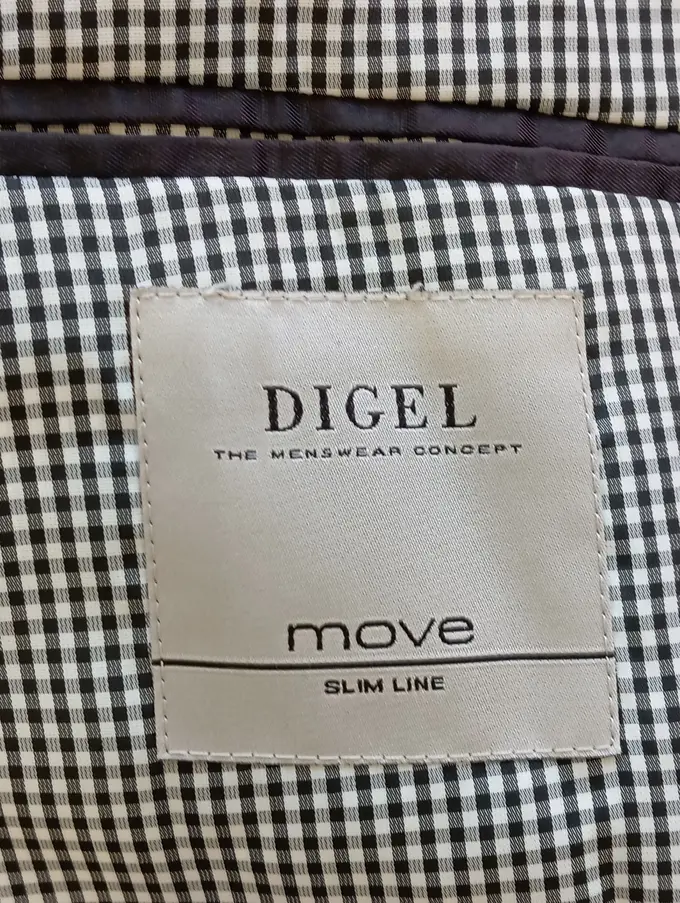 DIGEL
THE MENSWEAR CONCEPT
move
SLIM LINE